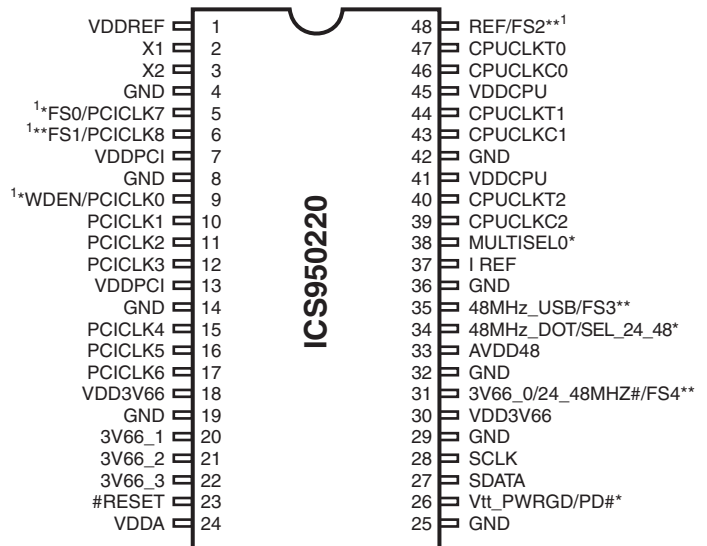 VDDREF 1 48 REF/FS2**1
X1 2 47 CPUCLKT0
X2 3 46 CPUCLKC0
GND 4 45 VDDCPU
1*FS0/PCICLK7 5 44 CPUCLKT1
1**FS1/PCICLK8 6 43 CPUCLKC1
VDDPCI 7 42 GND
GND 8 41 VDDCPU
1*WDEN/PCICLK0 9 40 CPUCLKT2
PCICLK1 10 39 CPUCLKC2
PCICLK2 11 38 MULTISEL0*
PCICLK3 12 37 I REF
VDDPCI 13 36 GND
GND 14 35 48MHz_USB/FS3**
PCICLK4 15 34 48MHz_DOT/SEL_24_48*
PCICLK5 16 33 AVDD48
PCICLK6 17 32 GND
VDD3V66 18 31 3V66_0/24_48MHZ#/FS4**
GND 19 30 VDD3V66
3V66_1 20 29 GND
3V66_2 21 28 SCLK
3V66_3 22 27 SDATA
#RESET 23 26 Vtt_PWRGD/PD#*
VDDA 24 25 GND
ICS950220